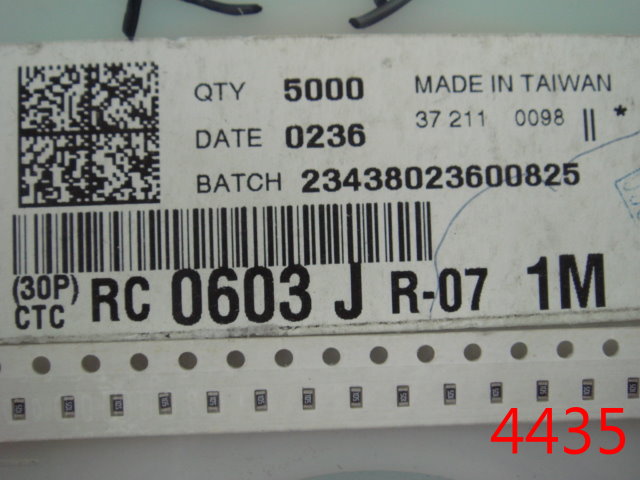 QTY 5000 MADE IN TAIWAN
DATE 0236 37 211 0098 || *
BATCH 23438023600825
(30P) CTC RC 0603 J R-07 1M
4435